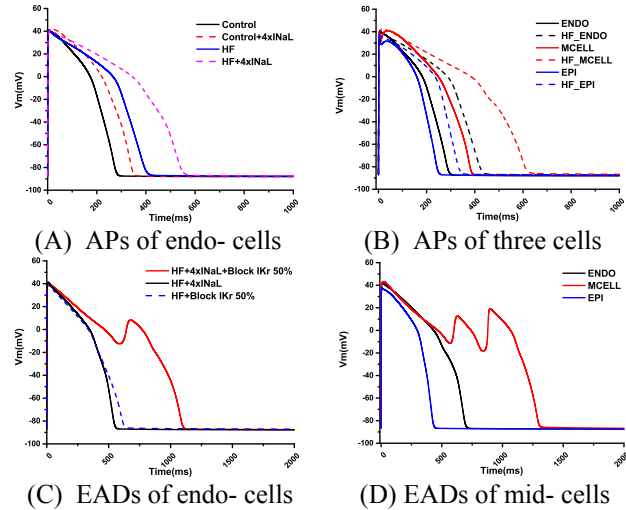 Control
Control+4xINaL
HF
HF+4xINaL
Vm(mV)
40
20
0
-20
-40
-60
-80
-100
0 200 400 600 800 1000
Time(ms)
(A) APs of endo- cells
ENDO
HF_ENDO
MCELL
HF_MCELL
EPI
HF_EPI
Vm(mV)
60
40
20
0
-20
-40
-60
-80
-100
0 200 400 600 800 1000
Time(ms)
(B) APs of three cells
HF+4xINaL+Block IKr 50%
HF+4xINaL
HF+Block IKr 50%
Vm(mV)
80
60
40
20
0
-20
-40
-60
-80
-100
0 500 1000 1500 2000
Time(ms)
(C) EADs of endo- cells
ENDO
MCELL
EPI
Vm(mV)
60
40
20
0
-20
-40
-60
-80
-100
0 500 1000 1500 2000
Time(ms)
(D) EADs of mid- cells